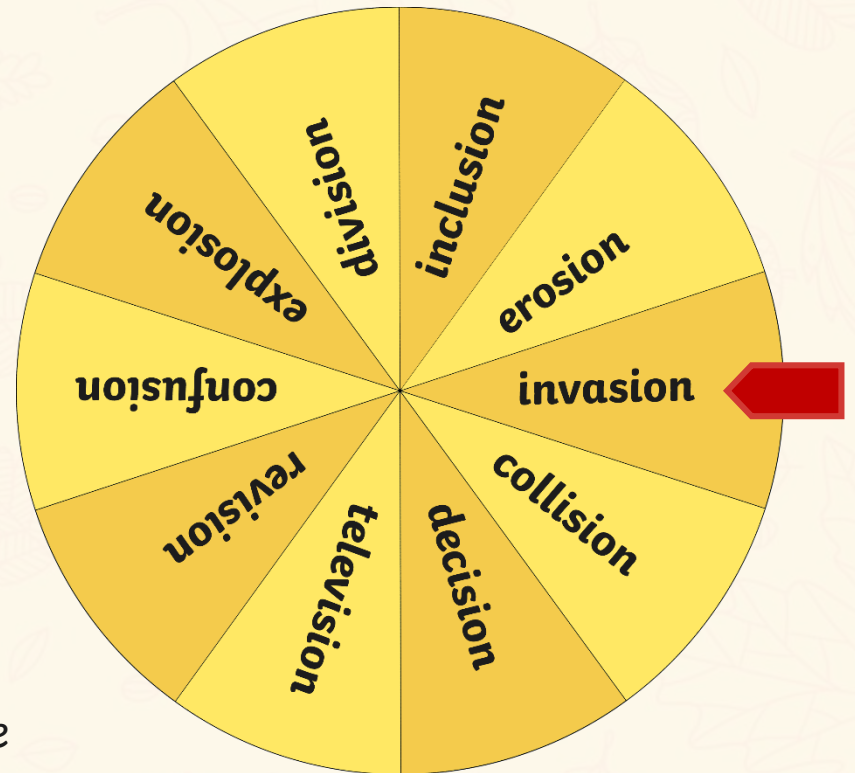 inclusion
erosion
invasion
collision
decision
television
revision
confusion
explosion
division
e